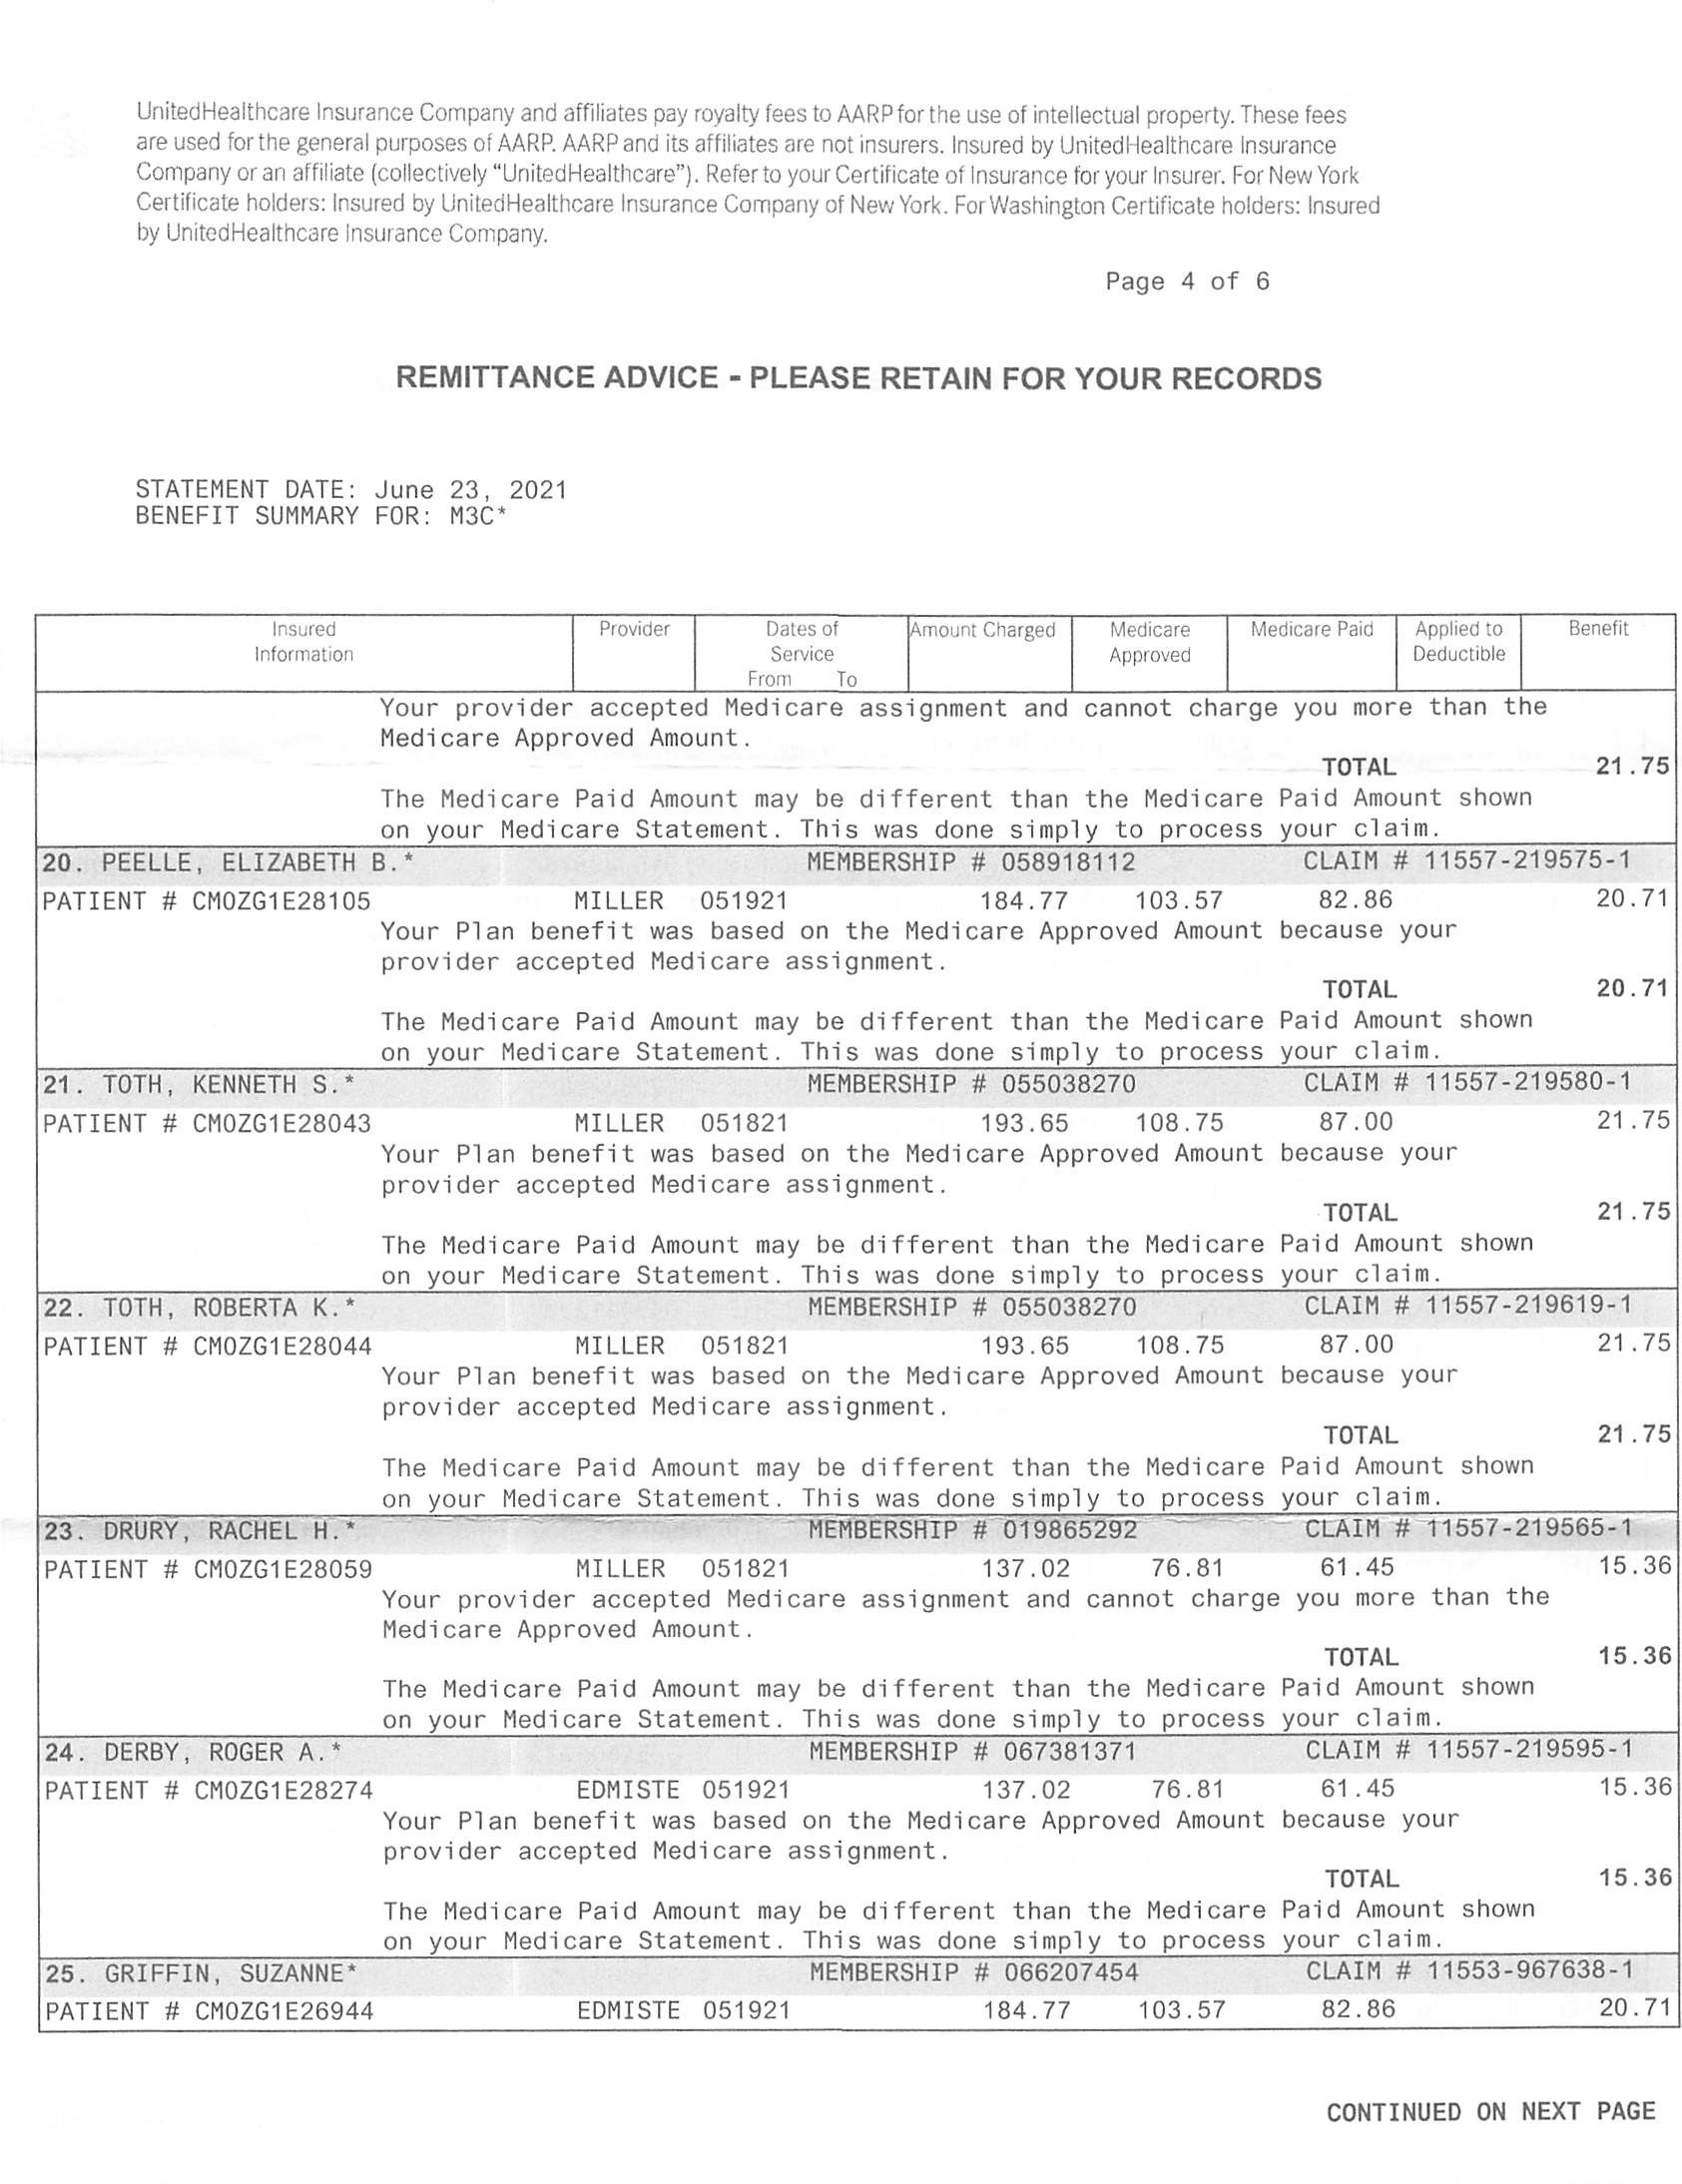 UnitedHealthcare Insurance Company and affiliates pay royalty fees to AARP for the use of intellectual property. These fees
are used for the general purposes of AARP. AARP and its affiliates are not insurers. Insured by UnitedHealthcare Insurance
Company or an affiliate (collectively “UnitedHealthcare”). Refer to your Certificate of Insurance for your Insurer. For New York
Certificate holders: Insured by UnitedHealthcare Insurance Company of New York. For Washington Certificate holders: Insured
by UnitedHealthcare Insurance Company.
Page 4 of 6
REMITTANCE ADVICE - PLEASE RETAIN FOR YOUR RECORDS
STATEMENT DATE: June 23, 2021
BENEFIT SUMMARY FOR: M3C*
Insured Provider Dates of Amount Charged Medicare Medicare Paid Applied to Benefit
Information Service Approved Deductible
From To
Your provider accepted Medicare assignment and cannot charge you more than the
Medicare Approved Amount.
TOTAL 21.75
The Medicare Paid Amount may be different than the Medicare Paid Amount shown
on your Medicare Statement. This was done simply to process your claim.
20. PEELLE, ELIZABETH B.* MEMBERSHIP # 058918112 CLAIM # 11557-219575-1
PATIENT # CM0ZG1E28105 MILLER 051921 184.77 103.57 82.86 20.71
Your Plan benefit was based on the Medicare Approved Amount because your
provider accepted Medicare assignment.
TOTAL 20.71
The Medicare Paid Amount may be different than the Medicare Paid Amount shown
on your Medicare Statement. This was done simply to process your claim.
21. TOTH, KENNETH S.* MEMBERSHIP # 055038270 CLAIM # 11557-219580-1
PATIENT # CM0ZG1E28043 MILLER 051821 193.65 108.75 87.00 21.75
Your Plan benefit was based on the Medicare Approved Amount because your
provider accepted Medicare assignment.
TOTAL 21.75
The Medicare Paid Amount may be different than the Medicare Paid Amount shown
on your Medicare Statement. This was done simply to process your claim.
22. TOTH, ROBERTA K.* MEMBERSHIP # 055038270 CLAIM # 11557-219619-1
PATIENT # CM0ZG1E28044 MILLER 051821 193.65 108.75 87.00 21.75
Your Plan benefit was based on the Medicare Approved Amount because your
provider accepted Medicare assignment.
TOTAL 21.75
The Medicare Paid Amount may be different than the Medicare Paid Amount shown
on your Medicare Statement. This was done simply to process your claim.
23. DRURY, RACHEL H.* MEMBERSHIP # 019865292 CLAIM # 11557-219565-1
PATIENT # CM0ZG1E28059 MILLER 051821 137.02 76.81 61.45 15.36
Your provider accepted Medicare assignment and cannot charge you more than the
Medicare Approved Amount.
TOTAL 15.36
The Medicare Paid Amount may be different than the Medicare Paid Amount shown
on your Medicare Statement. This was done simply to process your claim.
24. DERBY, ROGER A.* MEMBERSHIP # 067381371 CLAIM # 11557-219595-1
PATIENT # CM0ZG1E28274 EDMISTE 051921 137.02 76.81 61.45 15.36
Your Plan benefit was based on the Medicare Approved Amount because your
provider accepted Medicare assignment.
TOTAL 15.36
The Medicare Paid Amount may be different than the Medicare Paid Amount shown
on your Medicare Statement. This was done simply to process your claim.
25. GRIFFIN, SUZANNE* MEMBERSHIP # 066207454 CLAIM # 11553-967638-1
PATIENT # CM0ZG1E26944 EDMISTE 051921 184.77 103.57 82.86 20.71
CONTINUED ON NEXT PAGE